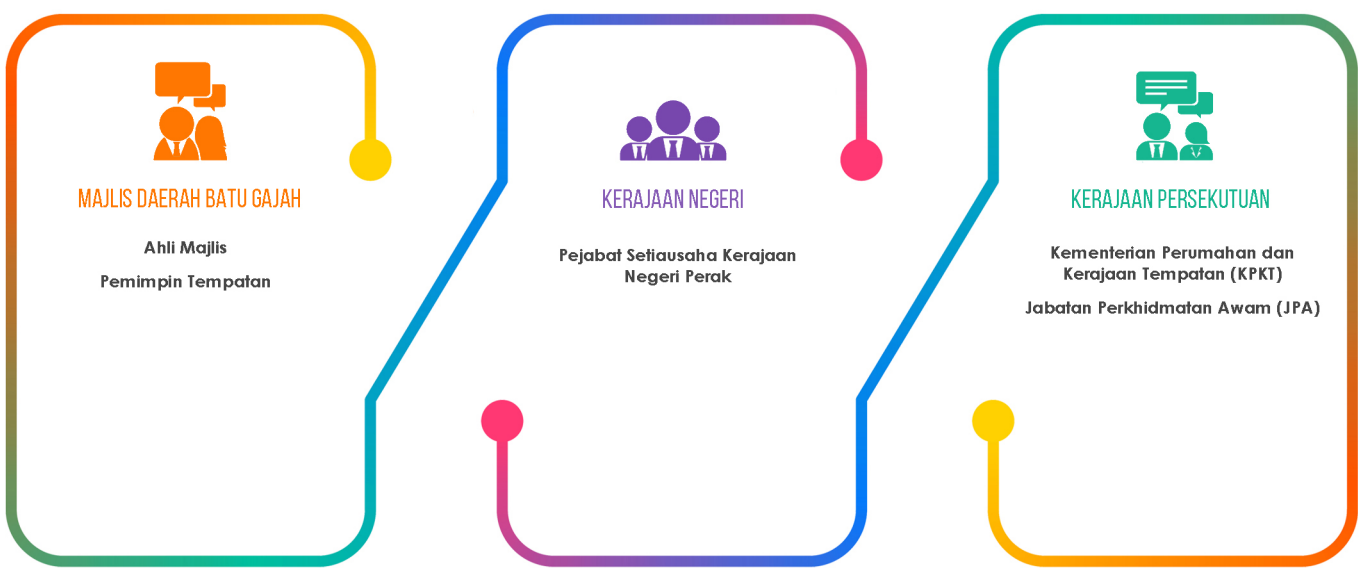 MAJLIS DAERAH BATU GAJAH
Ahli Majlis
Pemimpin Tempatan
KERAJAAN NEGERI
Pejabat Setiausaha Kerajaan
Negeri Perak
KERAJAAN PERSEKUTUAN
Kementerian Perumahan dan
Kerajaan Tempatan (KPKT)
Jabatan Perkhidmatan Awam (JPA)